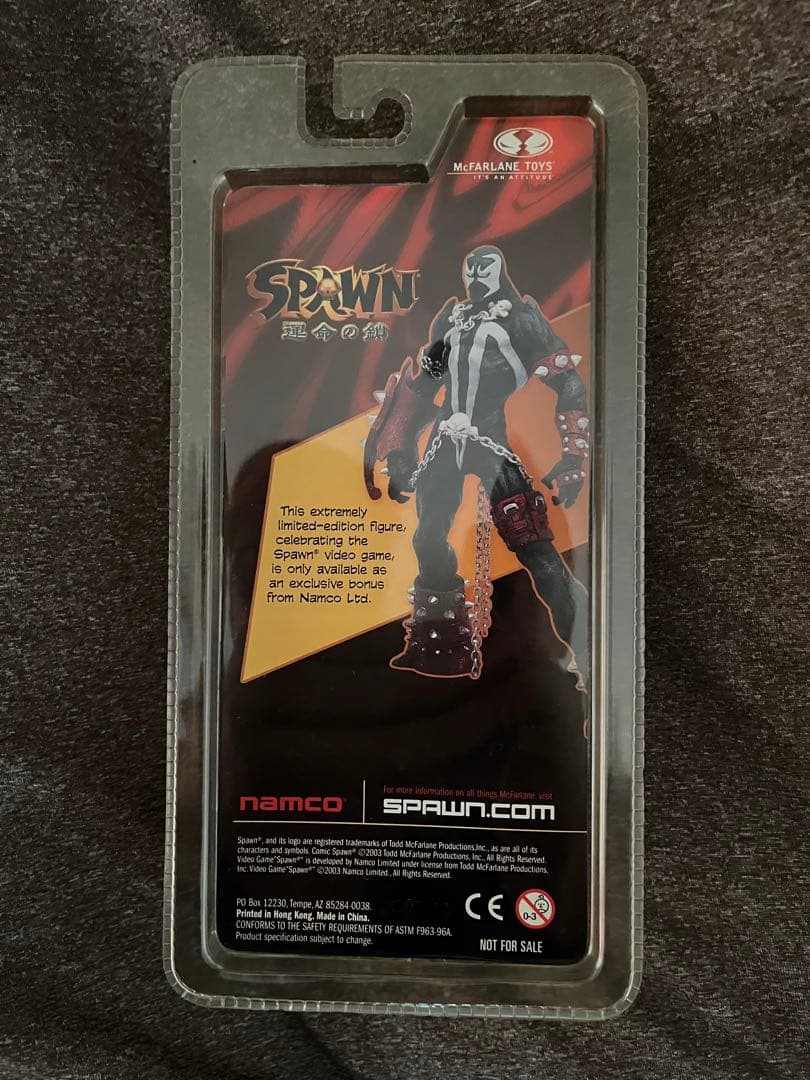 McFARLANE TOYS
IT'S AN ATTITUDE
SPAWN
運命の鎖
This extremely
limited-edition figure,
celebrating the
Spawn® video game,
is only available as
an exclusive bonus
from Namco Ltd.
namco®
For more information on all things McFarlane visit
SPAWN.COM
Spawn®, and its logo are registered trademarks of Todd McFarlane Productions,Inc., as are all of its
characters and symbols. Comic Spawn® ©2003 Todd McFarlane Productions, Inc., All Rights Reserved.
Video Game"Spawn®" is developed by Namco Limited under license from Todd McFarlane Productions,
Inc. Video Game"Spawn®" ©2003 Namco Limited., All Rights Reserved.
PO Box 12230, Tempe, AZ 85284-0038.
Printed in Hong Kong. Made in China.
CONFORMS TO THE SAFETY REQUIREMENTS OF ASTM F963-96A.
Product specification subject to change.
CE
0-3
NOT FOR SALE